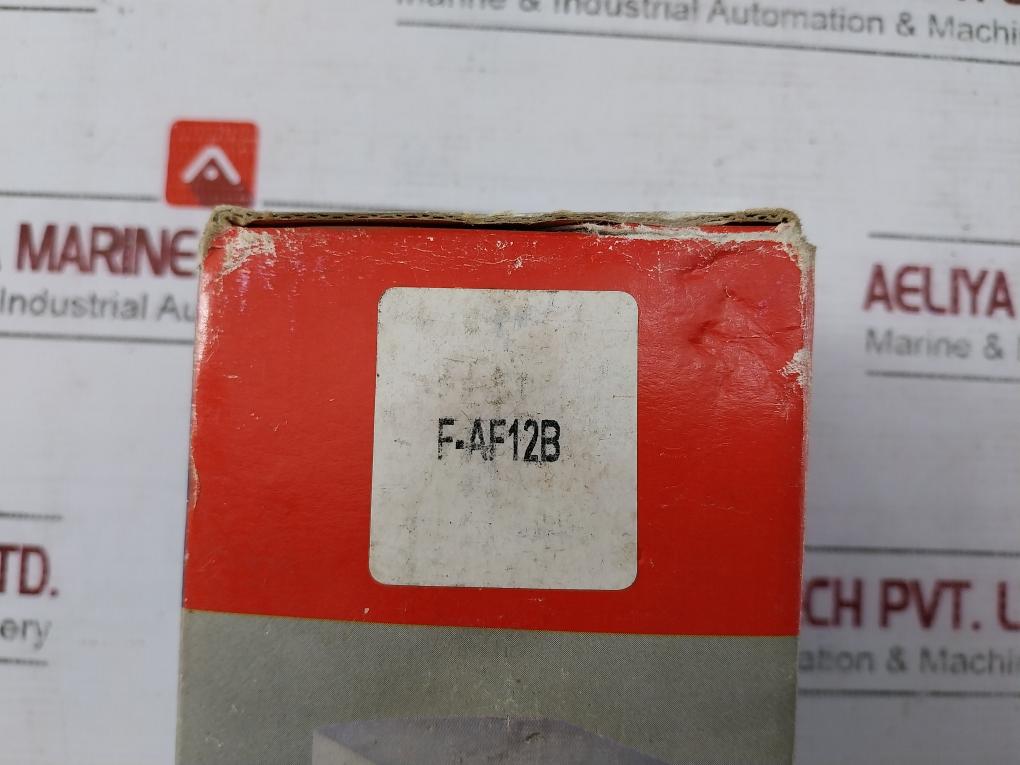 Marine & Industrial Automation & Machi
MARINE
Industrial Au
F-AF12B
AELIYA
Marine &
TD.
ery
CH PVT. L
ation & Machi